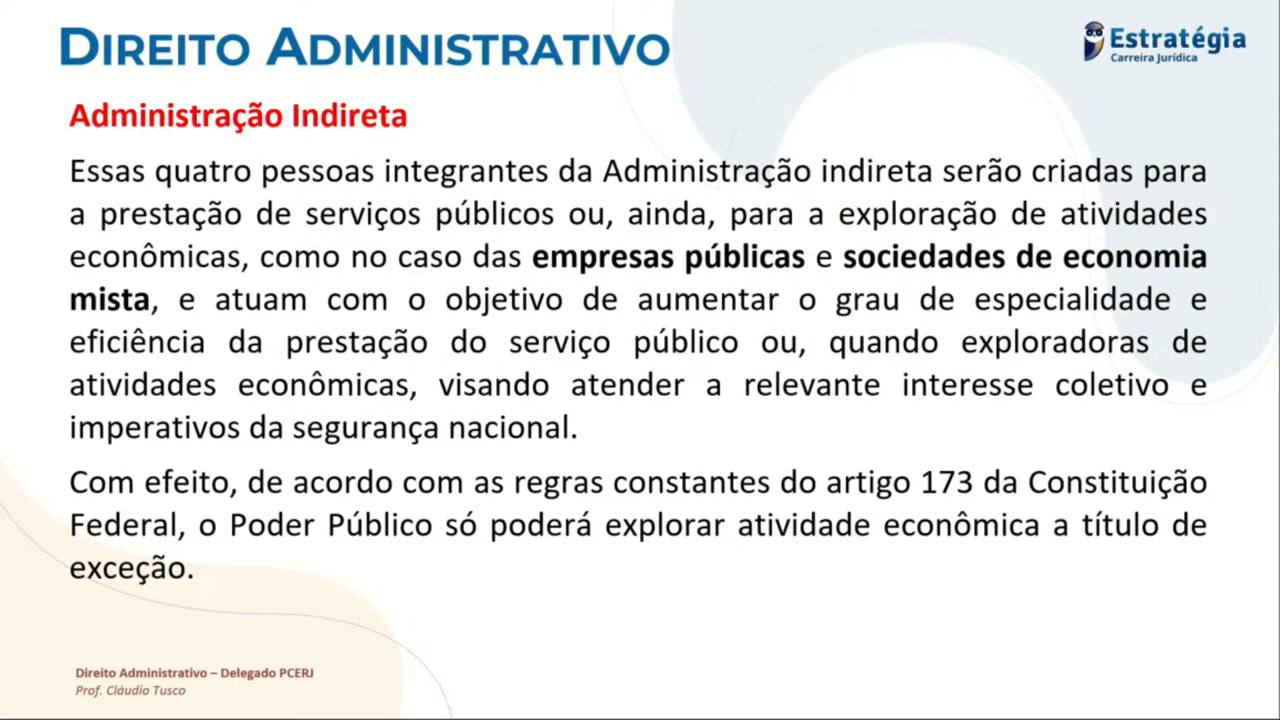 DIREITO ADMINISTRATIVO
Estratégia
Carreira Jurídica
Administração Indireta
Essas quatro pessoas integrantes da Administração indireta serão criadas para
a prestação de serviços públicos ou, ainda, para a exploração de atividades
econômicas, como no caso das empresas públicas e sociedades de economia
mista, e atuam com o objetivo de aumentar o grau de especialidade e
eficiência da prestação do serviço público ou, quando exploradoras de
atividades econômicas, visando atender a relevante interesse coletivo e
imperativos da segurança nacional.
Com efeito, de acordo com as regras constantes do artigo 173 da Constituição
Federal, o Poder Público só poderá explorar atividade econômica a título de
exceção.
Direito Administrativo – Delegado PCERJ
Prof. Cláudio Tusco